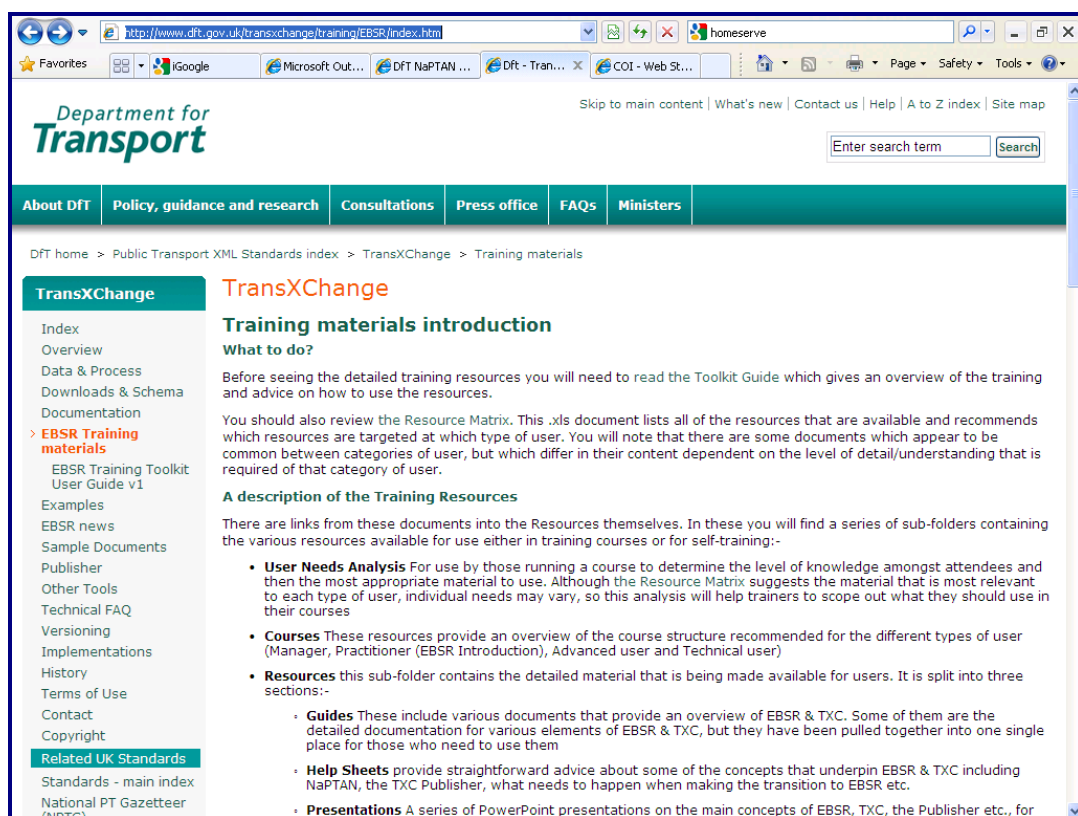 http://www.dft.gov.uk/transxchange/training/EBSR/index.htm
homeserve
Favorites
iGoogle
Microsoft Out...
DfT NaPTAN ...
Dft - Tran...
COI - Web St...
Page
Safety
Tools
Skip to main content | What's new | Contact us | Help | A to Z index | Site map
Department for
Transport
Enter search term
Search
About DfT
Policy, guidance and research
Consultations
Press office
FAQs
Ministers
DfT home > Public Transport XML Standards index > TransXChange > Training materials
TransXChange
Index
Overview
Data & Process
Downloads & Schema
Documentation
> EBSR Training
materials
EBSR Training Toolkit
User Guide v1
Examples
EBSR news
Sample Documents
Publisher
Other Tools
Technical FAQ
Versioning
Implementations
History
Terms of Use
Contact
Copyright
Related UK Standards
Standards - main index
National PT Gazetteer
(NPTG)
TransXChange
Training materials introduction
What to do?
Before seeing the detailed training resources you will need to read the Toolkit Guide which gives an overview of the training
and advice on how to use the resources.
You should also review the Resource Matrix. This .xls document lists all of the resources that are available and recommends
which resources are targeted at which type of user. You will note that there are some documents which appear to be
common between categories of user, but which differ in their content dependent on the level of detail/understanding that is
required of that category of user.
A description of the Training Resources
There are links from these documents into the Resources themselves. In these you will find a series of sub-folders containing
the various resources available for use either in training courses or for self-training:-
• User Needs Analysis For use by those running a course to determine the level of knowledge amongst attendees and
then the most appropriate material to use. Although the Resource Matrix suggests the material that is most relevant
to each type of user, individual needs may vary, so this analysis will help trainers to scope out what they should use in
their courses
• Courses These resources provide an overview of the course structure recommended for the different types of user
(Manager, Practitioner (EBSR Introduction), Advanced user and Technical user)
• Resources this sub-folder contains the detailed material that is being made available for users. It is split into three
sections:-
◦ Guides These include various documents that provide an overview of EBSR & TXC. Some of them are the
detailed documentation for various elements of EBSR & TXC, but they have been pulled together into one single
place for those who need to use them
◦ Help Sheets provide straightforward advice about some of the concepts that underpin EBSR & TXC including
NaPTAN, the TXC Publisher, what needs to happen when making the transition to EBSR etc.
◦ Presentations A series of PowerPoint presentations on the main concepts of EBSR, TXC, the Publisher etc., for